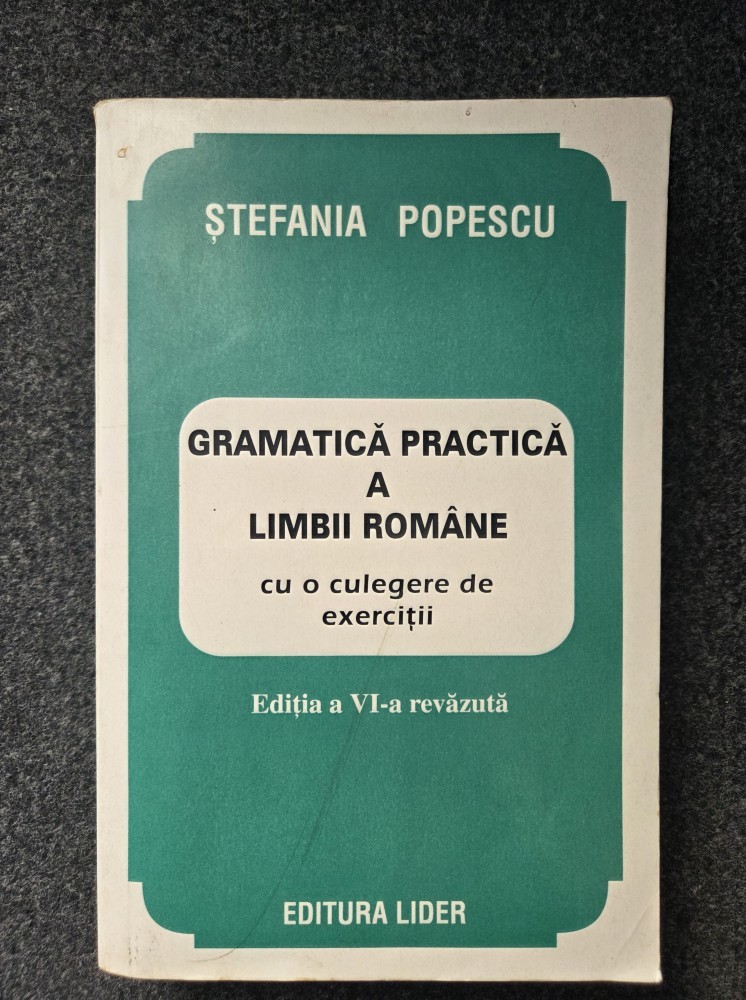 ȘTEFANIA POPESCU
GRAMATICĂ PRACTICĂ
A
LIMBII ROMÂNE
cu o culegere de
exerciții
Ediția a VI-a revăzută
EDITURA LIDER